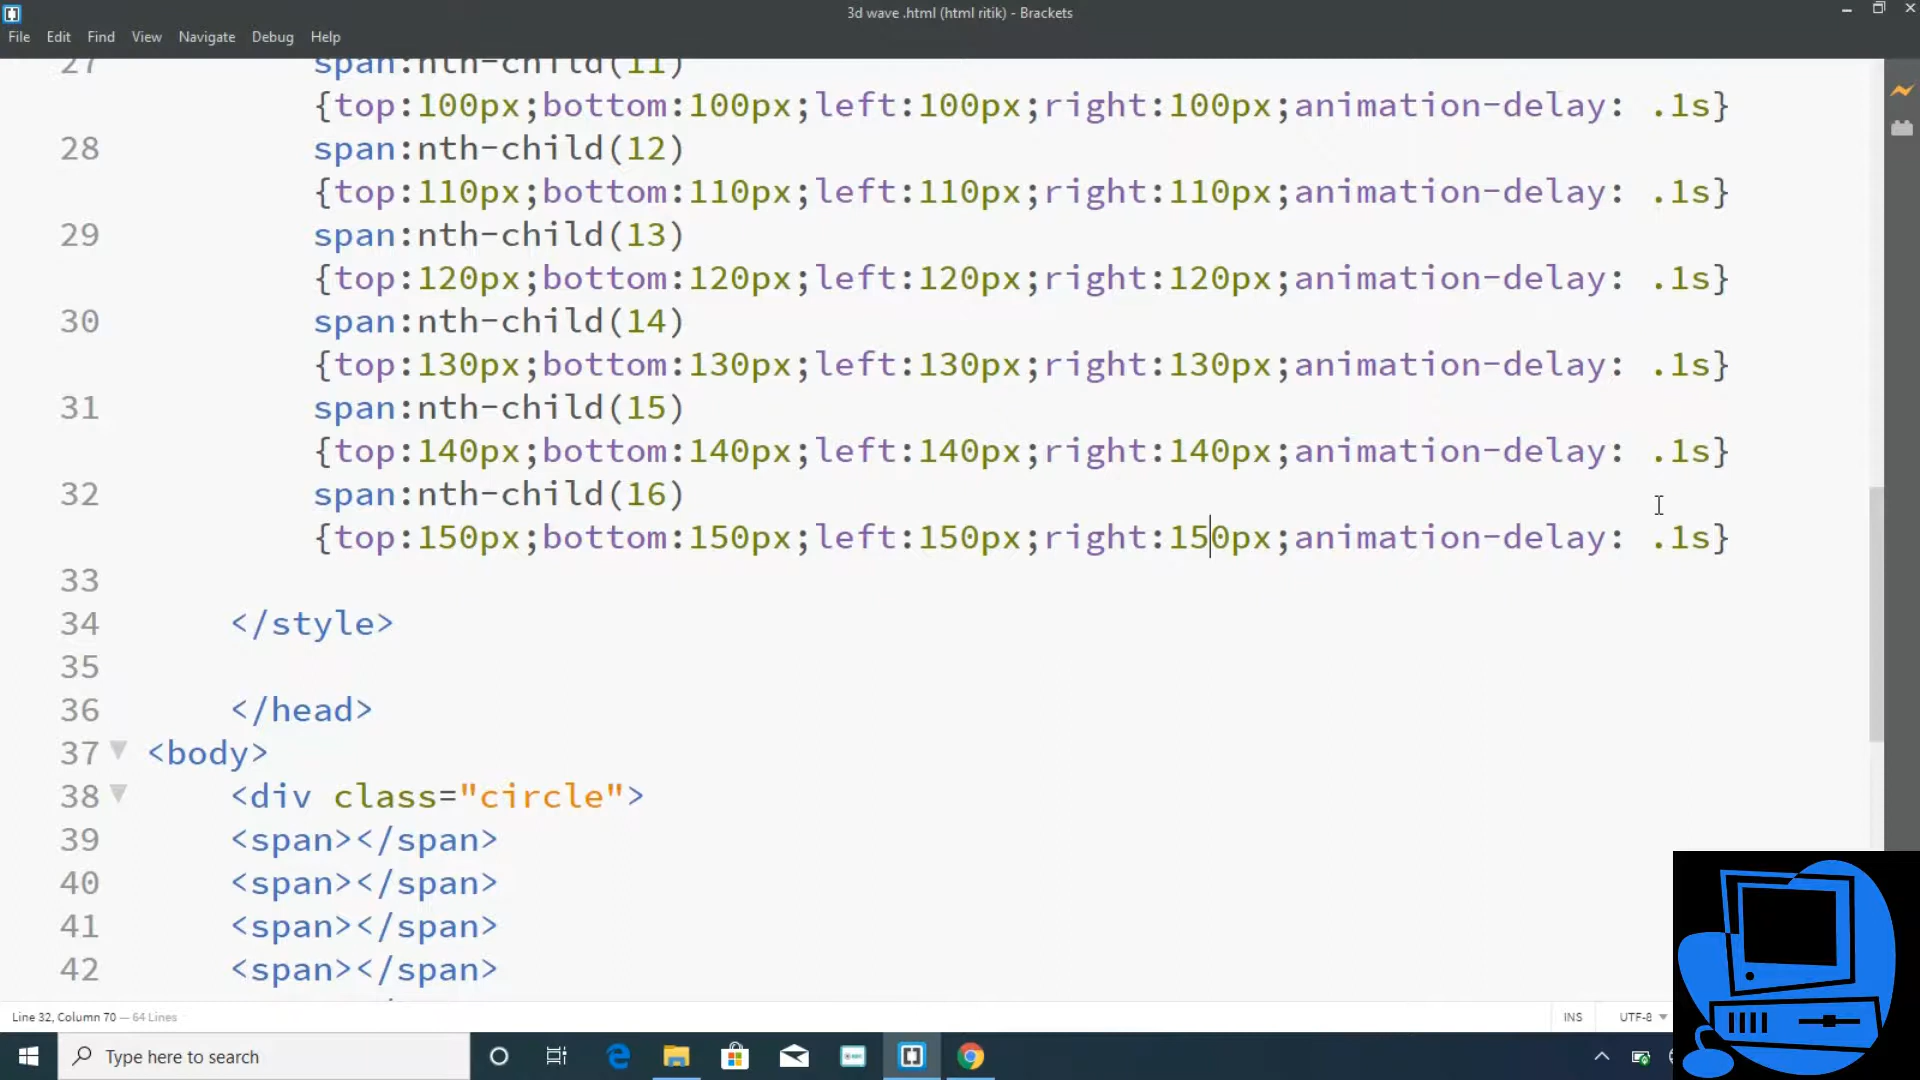 3d wave .html (html ritik) - Brackets
File Edit Find View Navigate Debug Help
27 span:nth-child(11)
{top:100px;bottom:100px;left:100px;right:100px;animation-delay: .1s}
28 span:nth-child(12)
{top:110px;bottom:110px;left:110px;right:110px;animation-delay: .1s}
29 span:nth-child(13)
{top:120px;bottom:120px;left:120px;right:120px;animation-delay: .1s}
30 span:nth-child(14)
{top:130px;bottom:130px;left:130px;right:130px;animation-delay: .1s}
31 span:nth-child(15)
{top:140px;bottom:140px;left:140px;right:140px;animation-delay: .1s}
32 span:nth-child(16)
{top:150px;bottom:150px;left:150px;right:150px;animation-delay: .1s}
33
34 </style>
35
36 </head>
37 <body>
38 <div class="circle">
39 <span></span>
40 <span></span>
41 <span></span>
42 <span></span>
Line 32, Column 70 — 64 Lines INS UTF-8
Type here to search